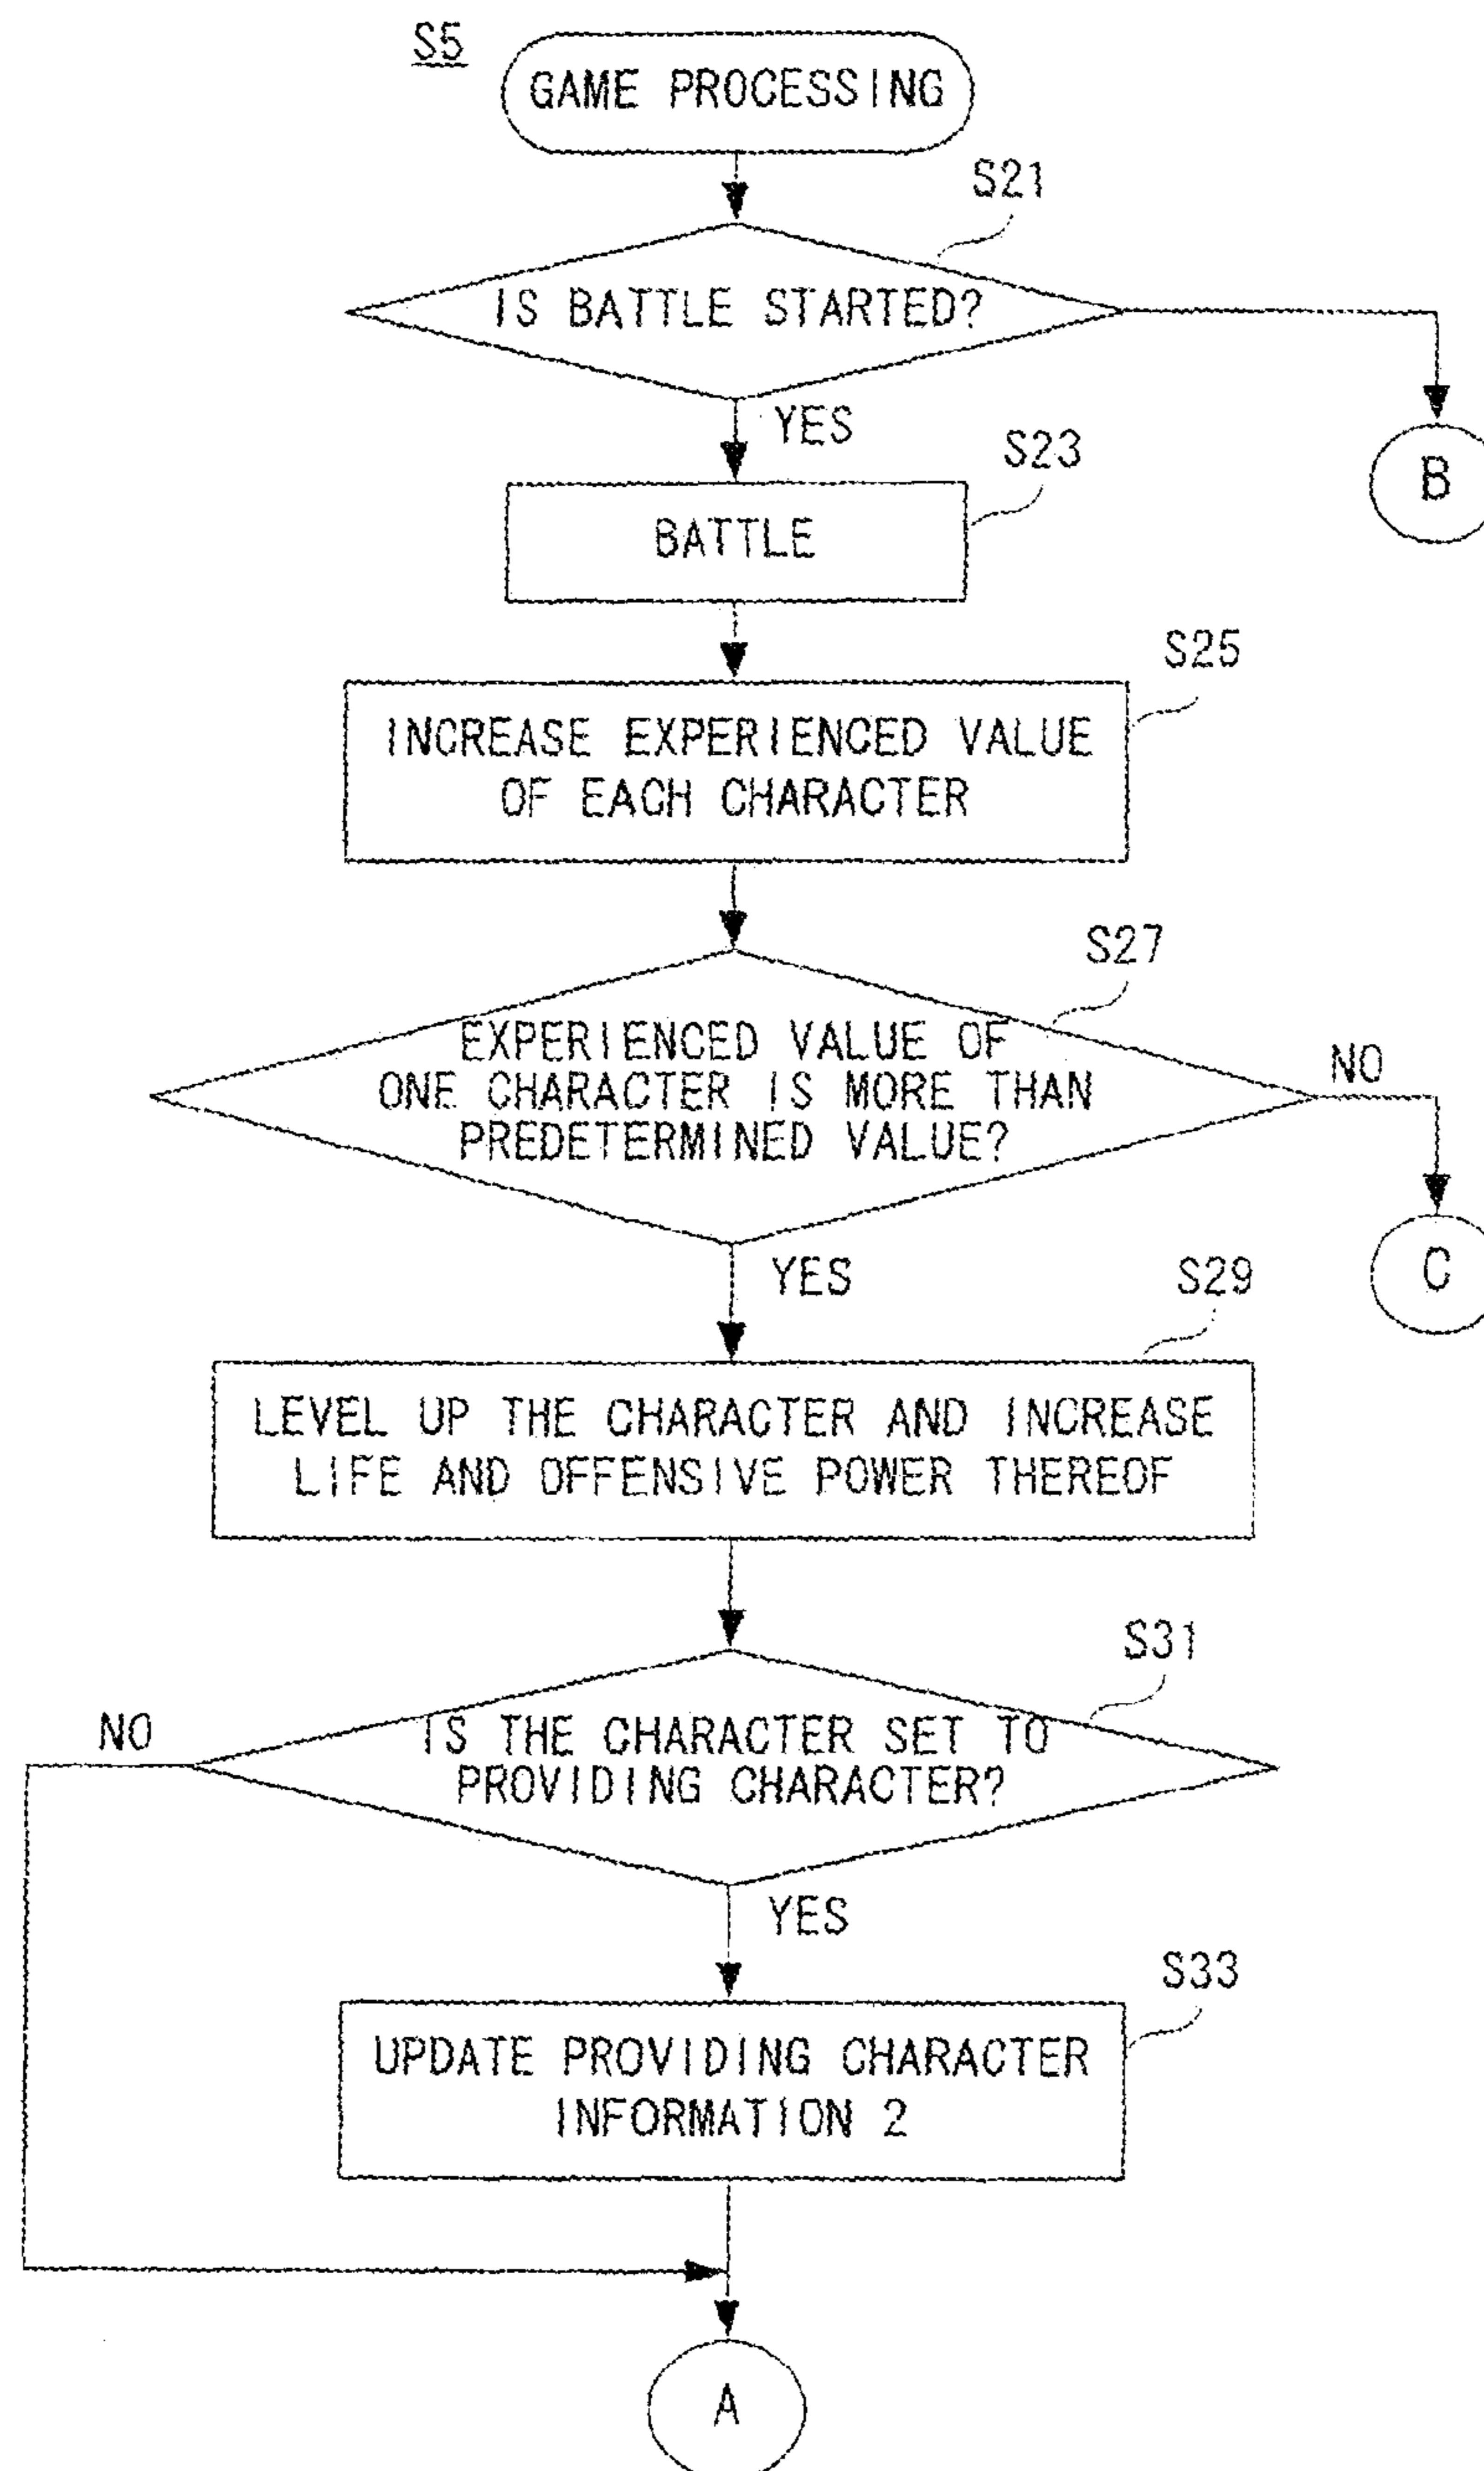 S5
GAME PROCESSING
S21
IS BATTLE STARTED?
YES
B
S23
BATTLE
S25
INCREASE EXPERIENCED VALUE
OF EACH CHARACTER
S27
EXPERIENCED VALUE OF
ONE CHARACTER IS MORE THAN
PREDETERMINED VALUE?
NO
C
YES
S29
LEVEL UP THE CHARACTER AND INCREASE
LIFE AND OFFENSIVE POWER THEREOF
S31
NO
IS THE CHARACTER SET TO
PROVIDING CHARACTER?
YES
S33
UPDATE PROVIDING CHARACTER
INFORMATION 2
A